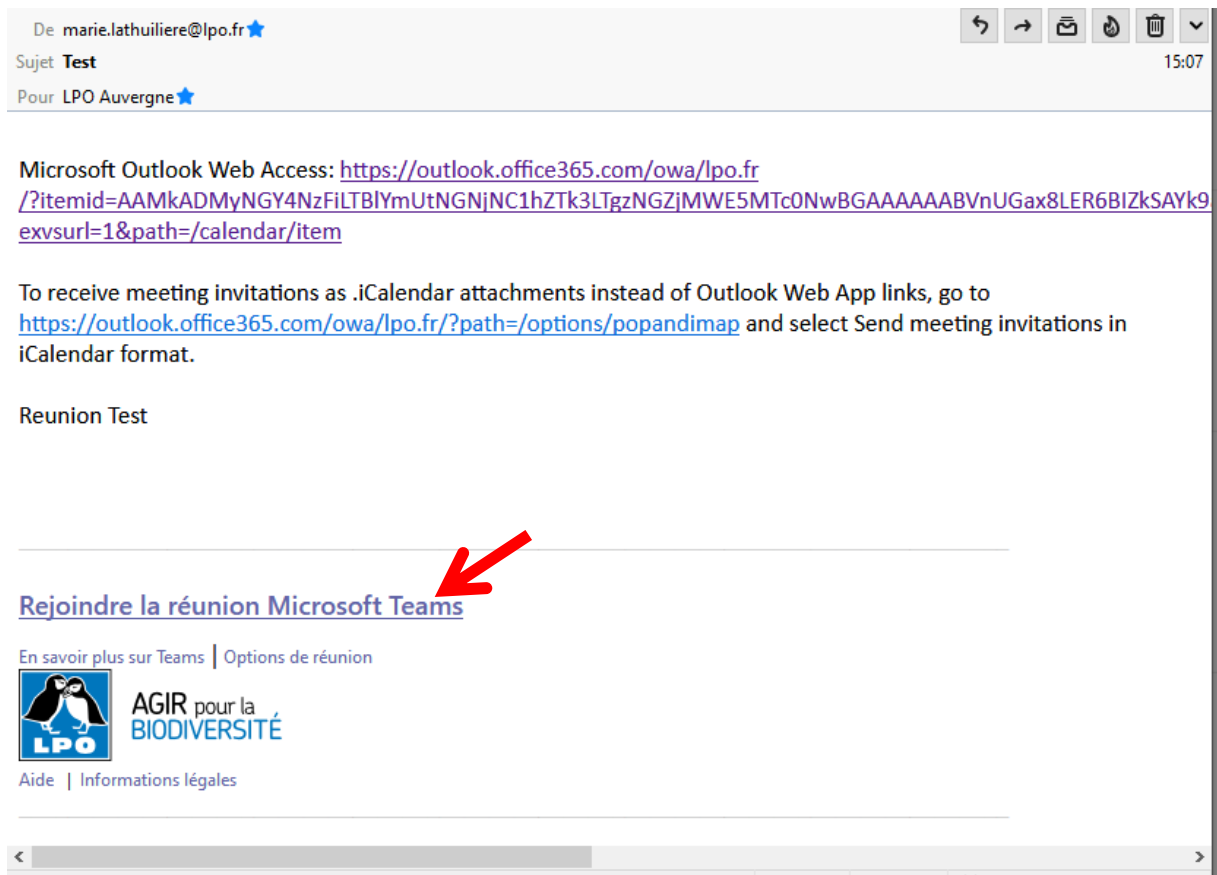 De marie.lathuiliere@lpo.fr
Sujet Test
15:07
Pour LPO Auvergne
Microsoft Outlook Web Access: https://outlook.office365.com/owa/lpo.fr
/?itemid=AAMkADMyNGY4NzFiLTBlYmUtNGNjNC1hZTk3LTgzNGZjMWE5MTc0NwBGAAAAAABVnUGax8LER6BIZkSAYk9
exvsurl=1&path=/calendar/item
To receive meeting invitations as .iCalendar attachments instead of Outlook Web App links, go to
https://outlook.office365.com/owa/lpo.fr/?path=/options/popandimap and select Send meeting invitations in
iCalendar format.
Reunion Test
Rejoindre la réunion Microsoft Teams
En savoir plus sur Teams | Options de réunion
AGIR pour la
BIODIVERSITÉ
LPO
Aide | Informations légales